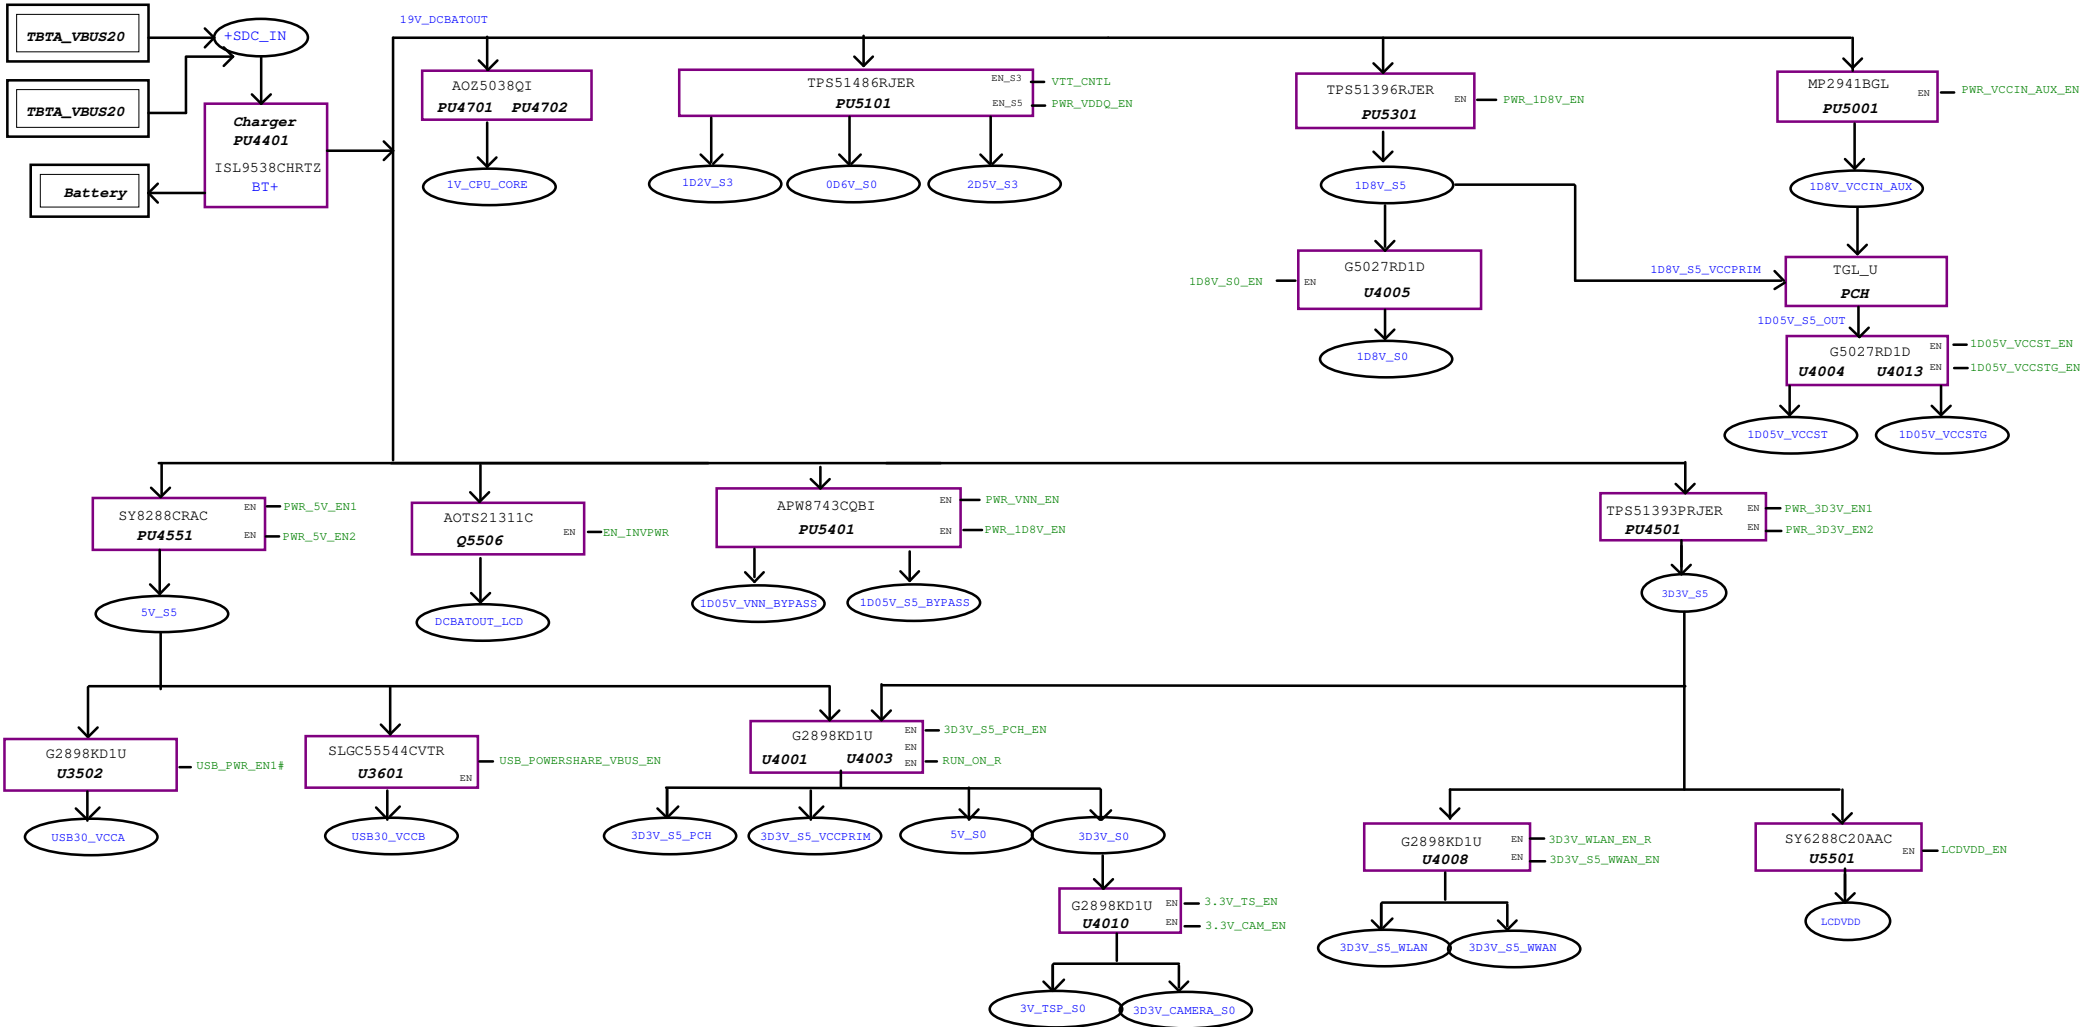 19V_DCBATOUT
TBTA_VBUS20
+SDC_IN
TBTA_VBUS20
Charger
PU4401
ISL9538CHRTZ
BT+
Battery
AOZ5038QI
PU4701 PU4702
1V_CPU_CORE
TPS51486RJER
PU5101
EN_S3
VTT_CNTL
EN_S5
PWR_VDDQ_EN
1D2V_S3
0D6V_S0
2D5V_S3
TPS51396RJER
PU5301
EN
PWR_1D8V_EN
1D8V_S5
G5027RD1D
U4005
1D8V_S0_EN
EN
1D8V_S0
MP2941BGL
PU5001
EN
PWR_VCCIN_AUX_EN
1D8V_VCCIN_AUX
1D8V_S5_VCCPRIM
TGL_U
PCH
1D05V_S5_OUT
G5027RD1D
U4004 U4013
EN
1D05V_VCCST_EN
EN
1D05V_VCCSTG_EN
1D05V_VCCST
1D05V_VCCSTG
SY8288CRAC
PU4551
EN
PWR_5V_EN1
EN
PWR_5V_EN2
5V_S5
AOTS21311C
Q5506
EN
EN_INVPWR
DCBATOUT_LCD
APW8743CQBI
PU5401
EN
PWR_VNN_EN
EN
PWR_1D8V_EN
1D05V_VNN_BYPASS
1D05V_S5_BYPASS
TPS51393PRJER
PU4501
EN
PWR_3D3V_EN1
EN
PWR_3D3V_EN2
3D3V_S5
G2898KD1U
U3502
USB_PWR_EN1#
USB30_VCCA
SLGC55544CVTR
U3601
EN
USB_POWERSHARE_VBUS_EN
USB30_VCCB
G2898KD1U
U4001 U4003
EN
3D3V_S5_PCH_EN
EN
EN
RUN_ON_R
3D3V_S5_PCH
3D3V_S5_VCCPRIM
5V_S0
3D3V_S0
G2898KD1U
U4010
EN
3.3V_TS_EN
EN
3.3V_CAM_EN
3V_TSP_S0
3D3V_CAMERA_S0
G2898KD1U
U4008
EN
3D3V_WLAN_EN_R
EN
3D3V_S5_WWAN_EN
3D3V_S5_WLAN
3D3V_S5_WWAN
SY6288C20AAC
U5501
EN
LCDVDD_EN
LCDVDD